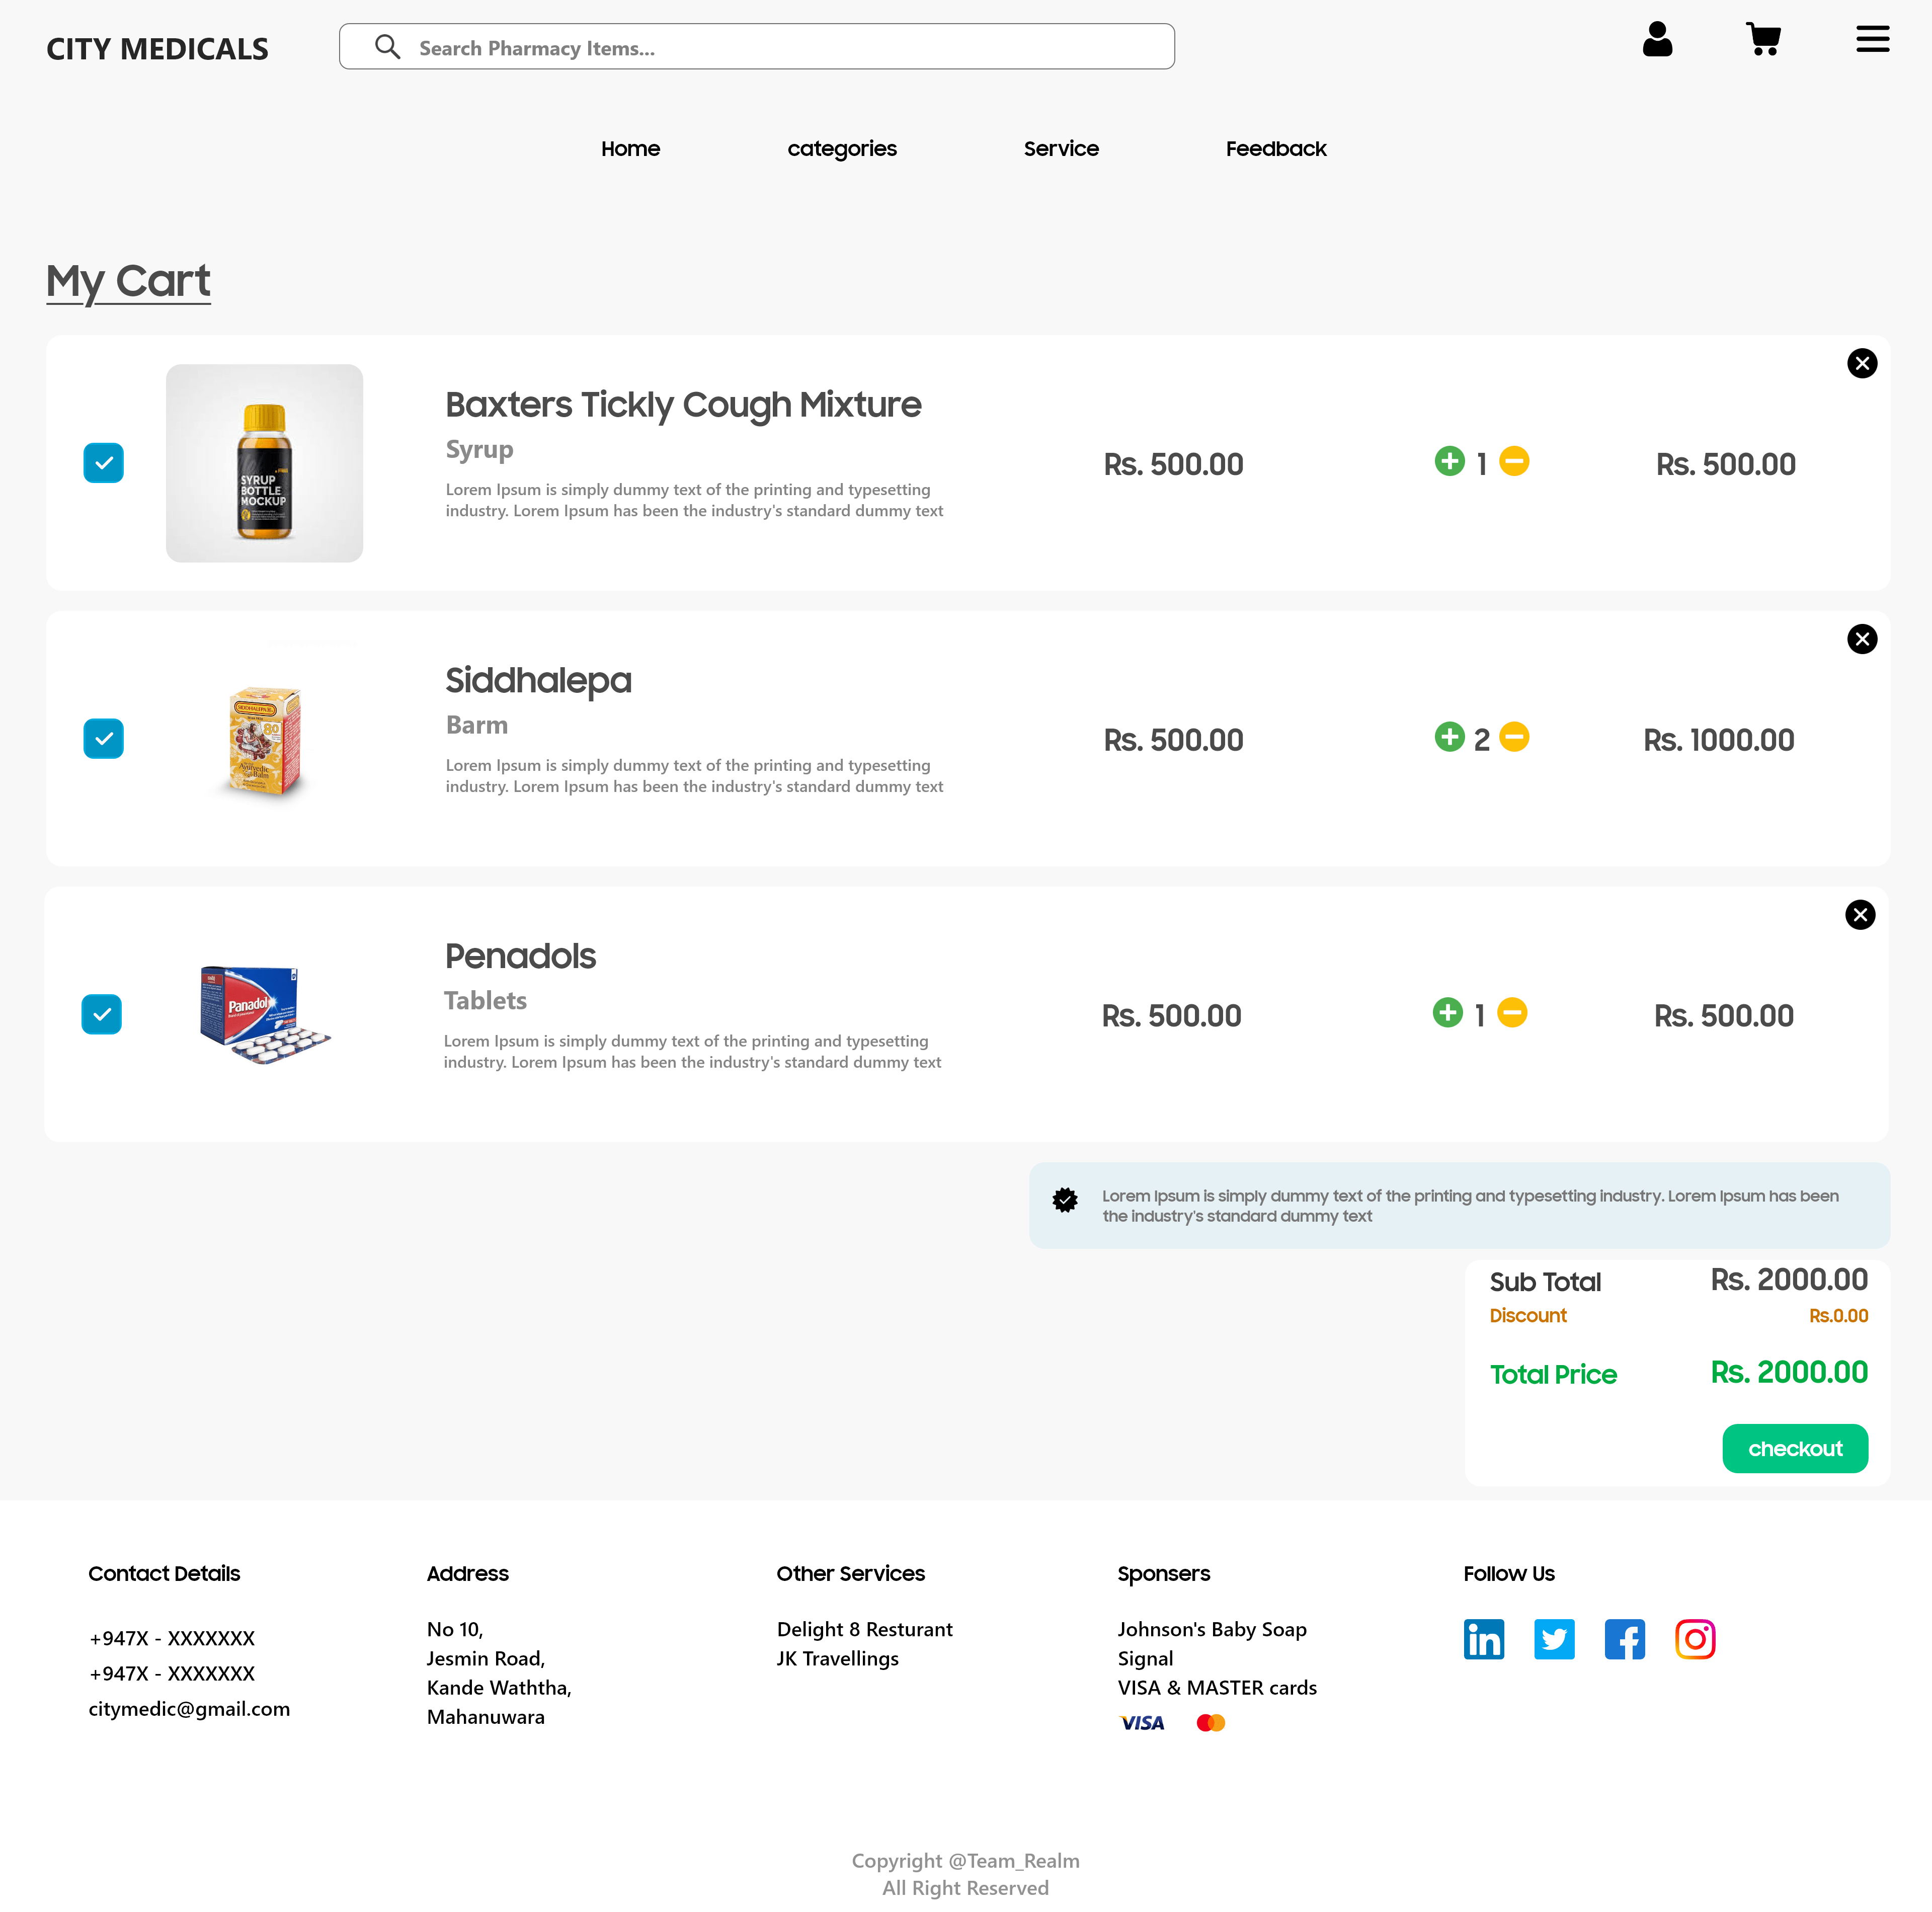 CITY MEDICALS
Search Pharmacy Items...
Home
categories
Service
Feedback
My Cart
SYRUP
BOTTLE
MOCKUP
Baxters Tickly Cough Mixture
Syrup
Lorem Ipsum is simply dummy text of the printing and typesetting
industry. Lorem Ipsum has been the industry's standard dummy text
Rs. 500.00
1
Rs. 500.00
SIDDHALEPA
80
Ayurvedic
Balm
Siddhalepa
Barm
Lorem Ipsum is simply dummy text of the printing and typesetting
industry. Lorem Ipsum has been the industry's standard dummy text
Rs. 500.00
2
Rs. 1000.00
Panadol
Penadols
Tablets
Lorem Ipsum is simply dummy text of the printing and typesetting
industry. Lorem Ipsum has been the industry's standard dummy text
Rs. 500.00
1
Rs. 500.00
Lorem Ipsum is simply dummy text of the printing and typesetting industry. Lorem Ipsum has been
the industry's standard dummy text
Sub Total
Rs. 2000.00
Discount
Rs.0.00
Total Price
Rs. 2000.00
checkout
Contact Details
+947X - XXXXXXX
+947X - XXXXXXX
citymedic@gmail.com
Address
No 10,
Jesmin Road,
Kande Waththa,
Mahanuwara
Other Services
Delight 8 Resturant
JK Travellings
Sponsers
Johnson's Baby Soap
Signal
VISA & MASTER cards
VISA
Follow Us
in
Copyright @Team_Realm
All Right Reserved